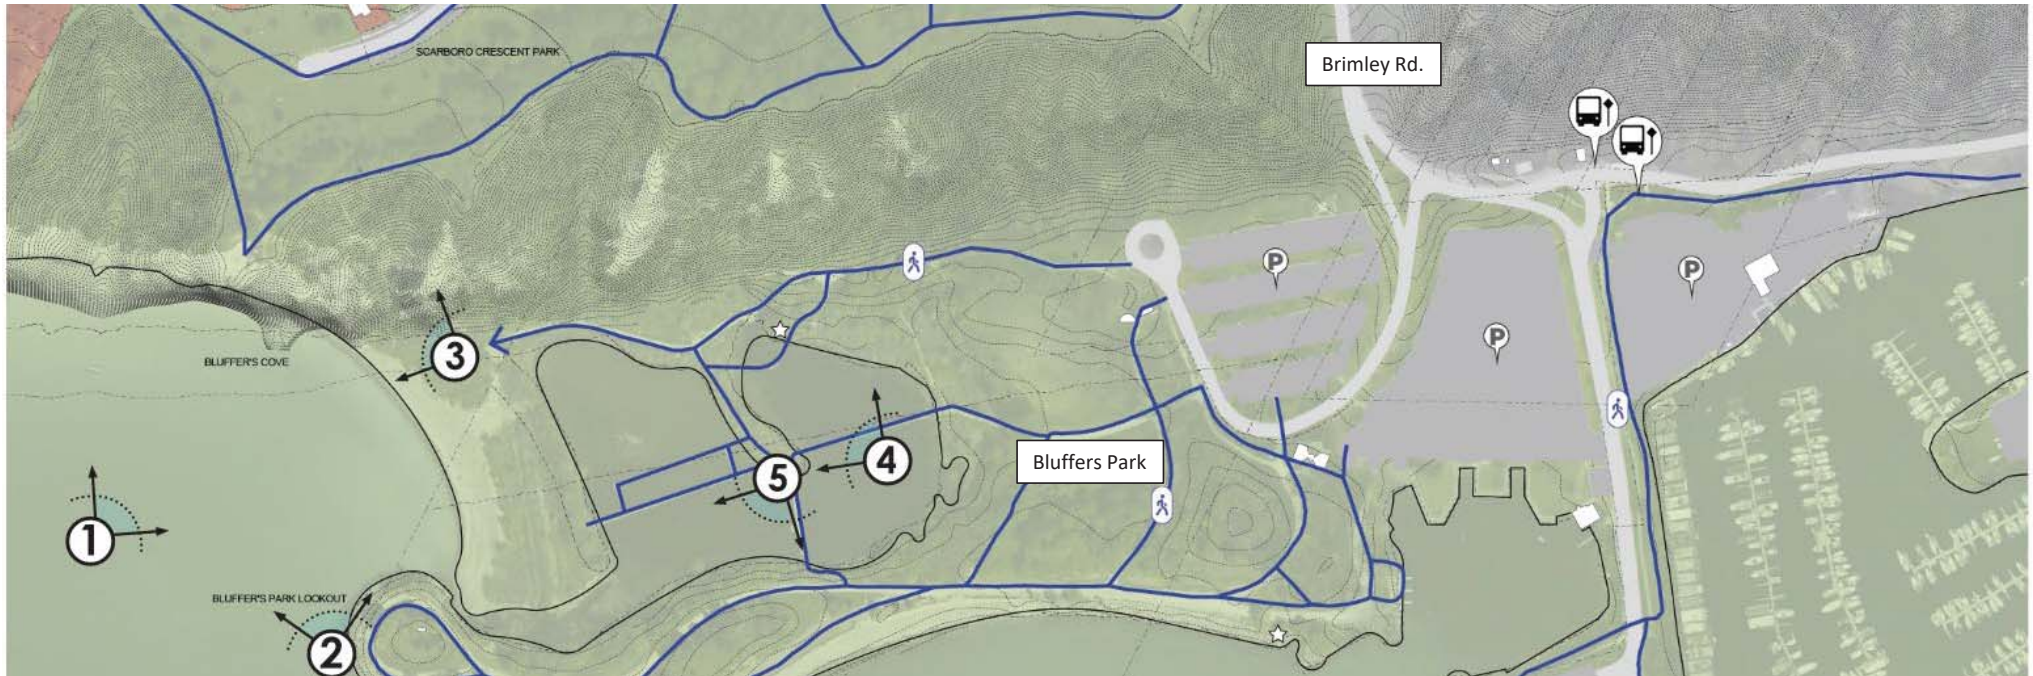 SCARBORO CRESCENT PARK
Brimley Rd.
P
P
P
3
BLUFFER'S COVE
4
Bluffers Park
5
1
BLUFFER'S PARK LOOKOUT
2